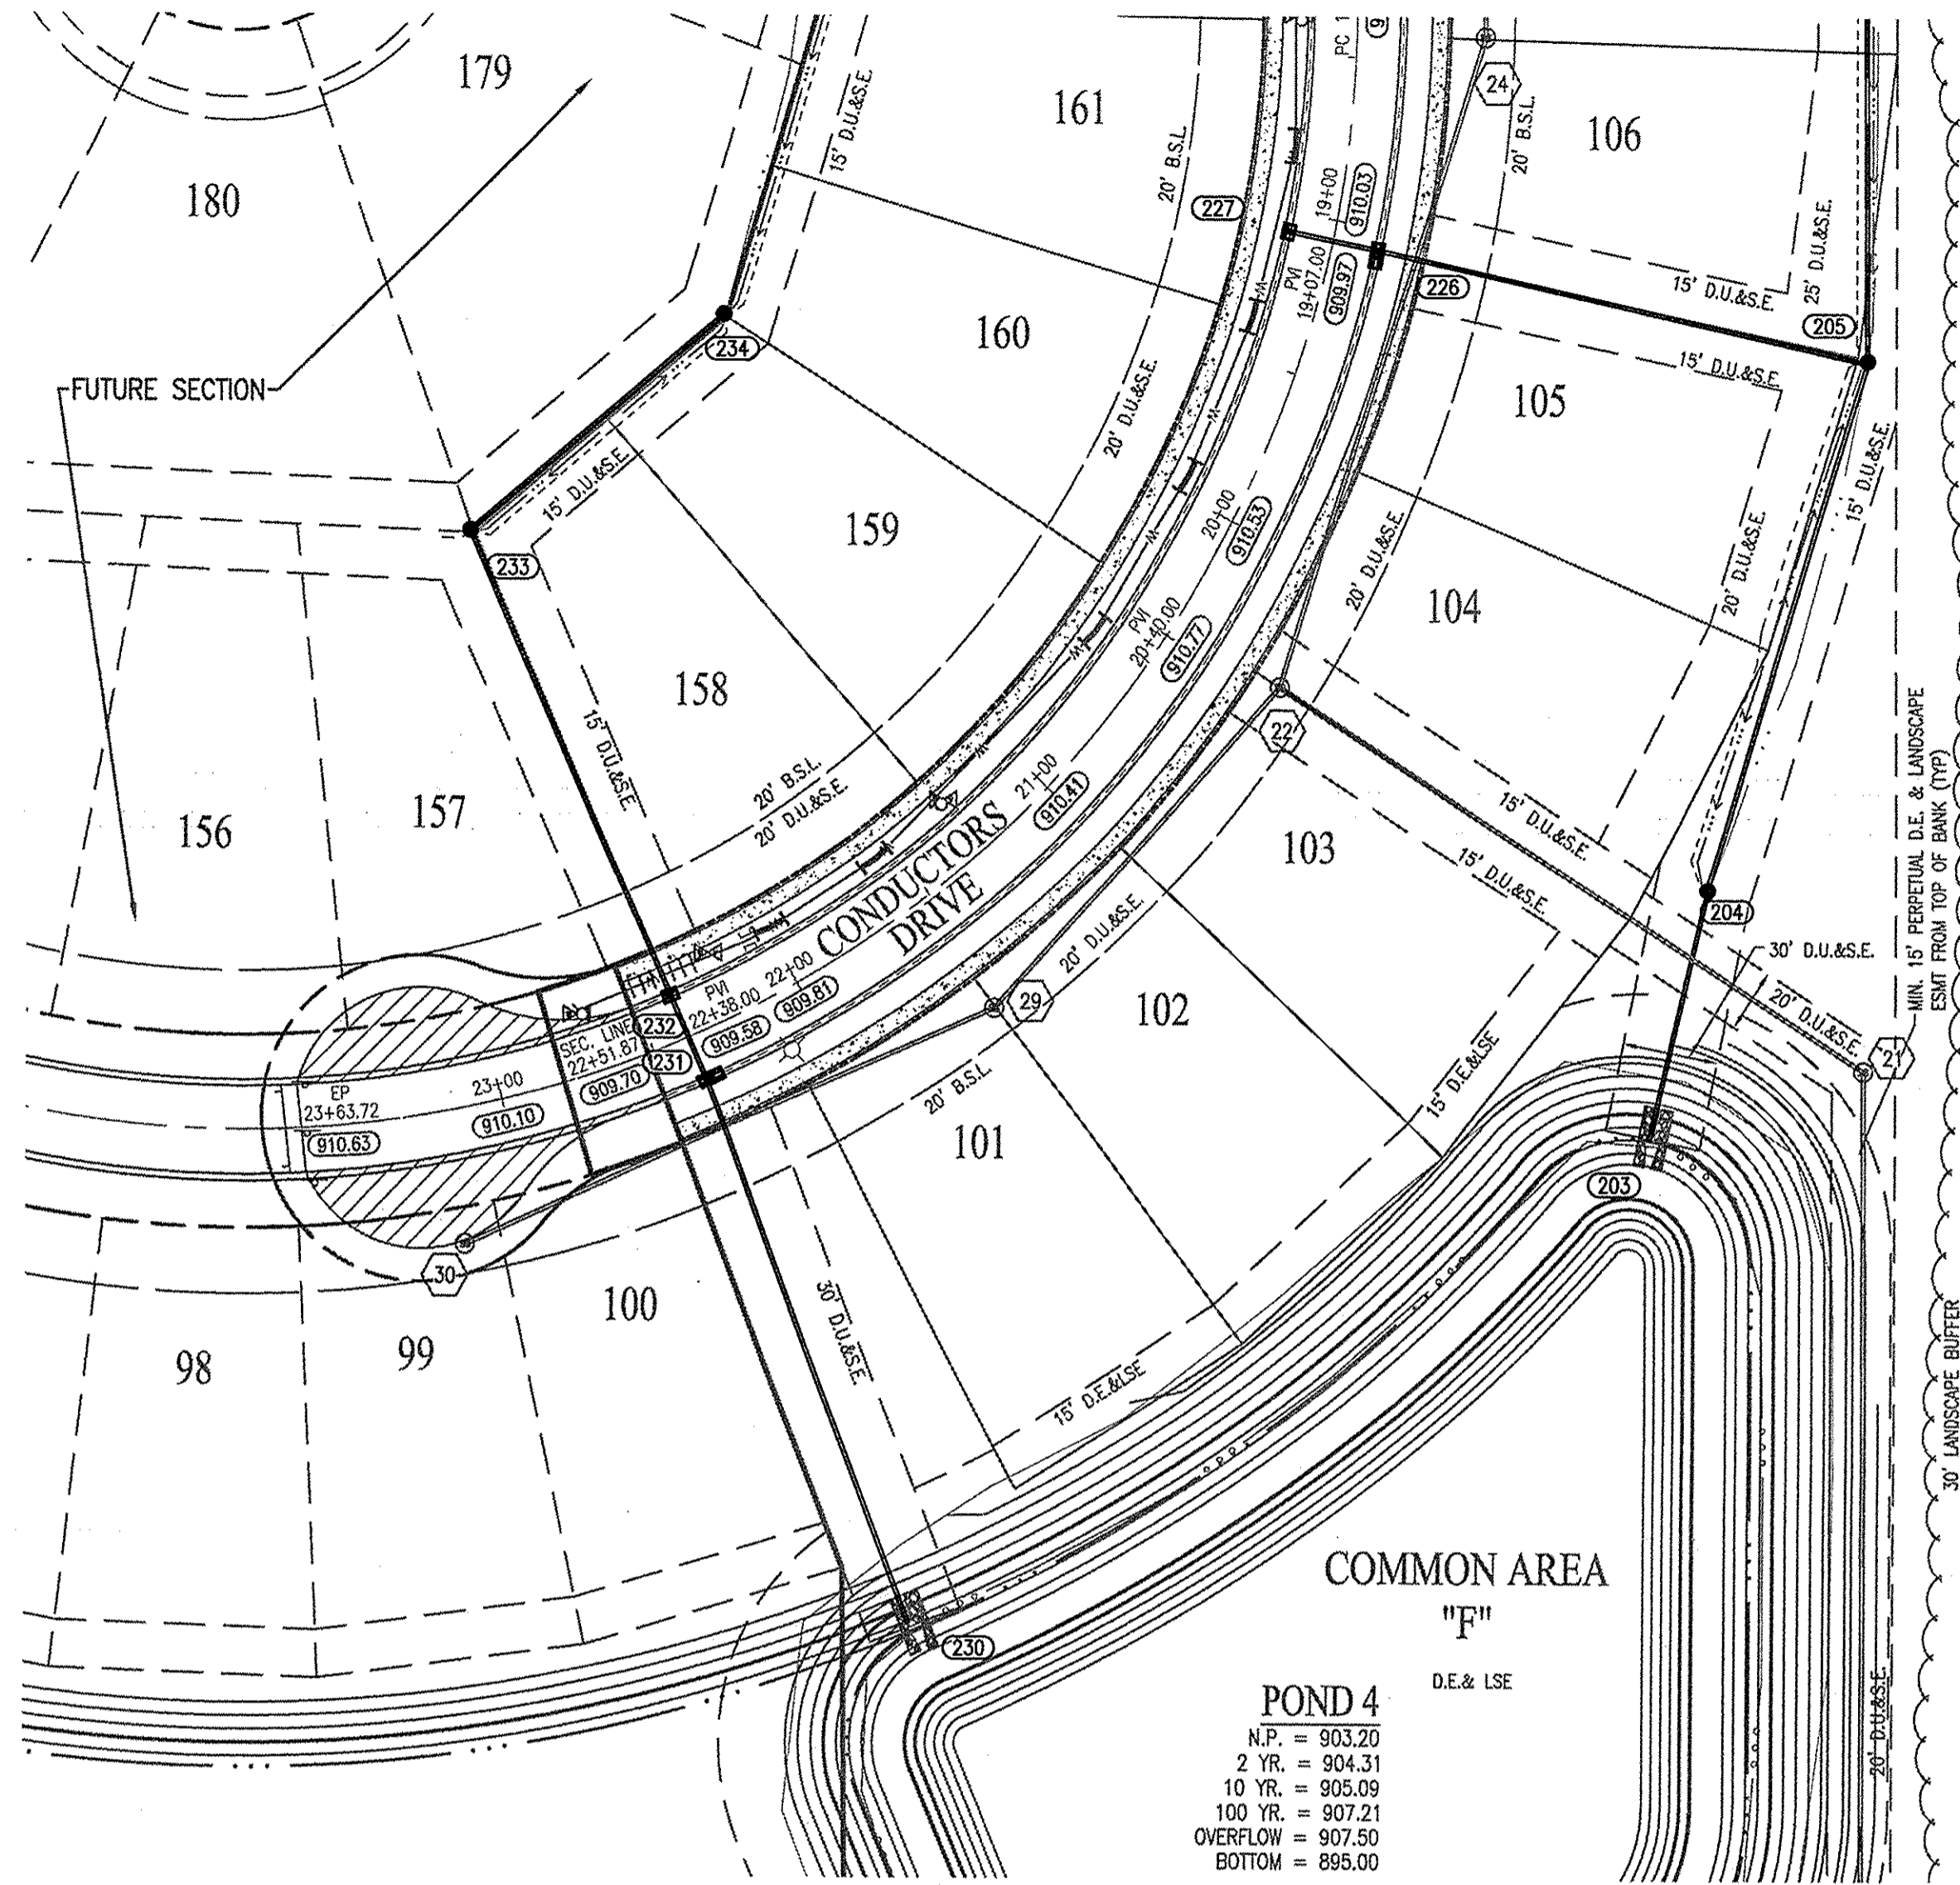 179
180
FUTURE SECTION
15' D.U.&S.E.
161
20' B.S.L.
227
PC 1
19+00
910.03
PVI
19+07.00
909.97
24
20' B.S.L.
106
226
15' D.U.&S.E.
25' D.U.&S.E.
205
15' D.U.&S.E.
234
160
20' D.U.&S.E.
105
15' D.U.&S.E.
233
15' D.U.&S.E.
159
20+00
910.53
PVI
20+40.00
910.77
20' D.U.&S.E.
104
20' D.U.&S.E.
158
15' D.U.&S.E.
20' B.S.L.
20' D.U.&S.E.
22
W
W
W
W
W
W
W
156
157
21+00
910.41
CONDUCTORS
DRIVE
103
15' D.U.&S.E.
15' D.U.&S.E.
204
30' D.U.&S.E.
20' D.U.&S.E.
21
MIN. 15' PERPETUAL D.E. & LANDSCAPE
ESMT FROM TOP OF BANK (TYP)
22+00
909.81
PVI
22+38.00
909.58
SEC. LINE
22+51.87
909.70
232
231
23+00
910.10
EP
23+63.72
910.63
29
20' D.U.&S.E.
102
20' B.S.L.
101
15' D.E.&LSE
203
30
98
99
100
30' D.U.&S.E.
15' D.E.&LSE
230
COMMON AREA
"F"
D.E.& LSE
POND 4
N.P. = 903.20
2 YR. = 904.31
10 YR. = 905.09
100 YR. = 907.21
OVERFLOW = 907.50
BOTTOM = 895.00
20' D.U.&S.E.
30' LANDSCAPE BUFFER